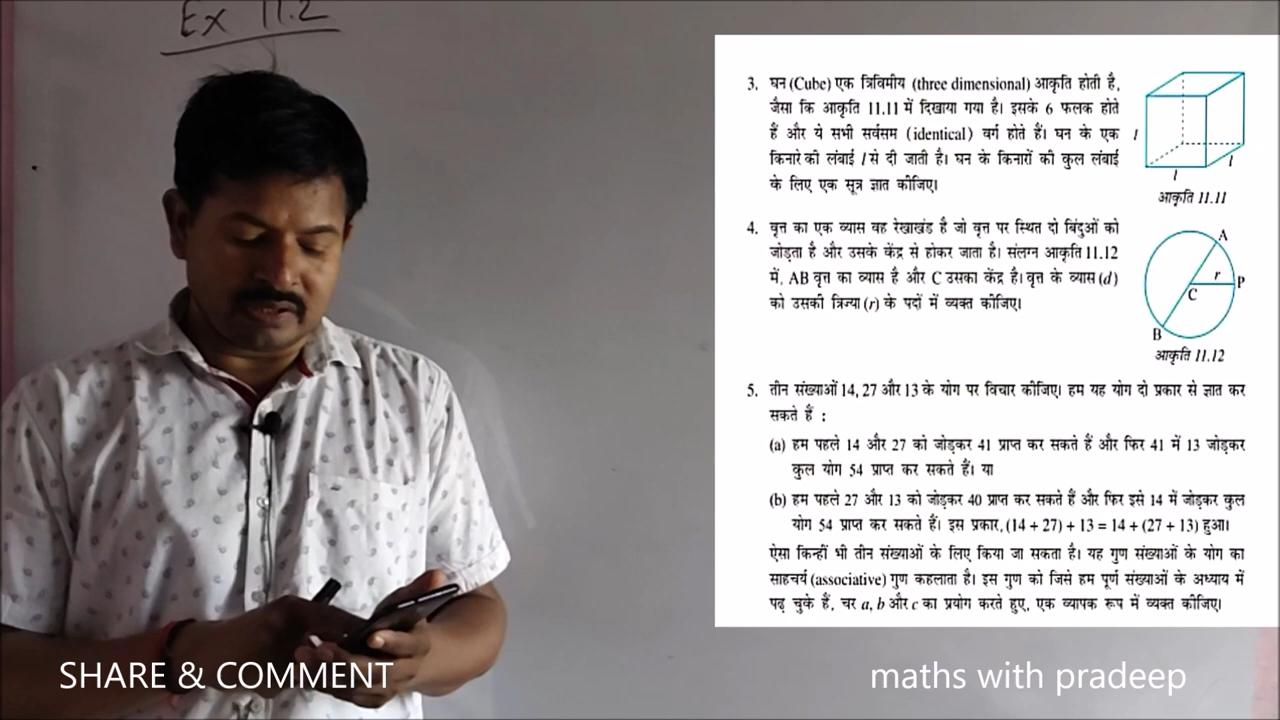 Ex 11.2
3. घन (Cube) एक त्रिविमीय (three dimensional) आकृति होती है,
जैसा कि आकृति 11.11 में दिखाया गया है। इसके 6 फलक होते
हैं और ये सभी सर्वसम (identical) वर्ग होते हैं। घन के एक
किनारे की लंबाई l से दी जाती है। घन के किनारों की कुल लंबाई
के लिए एक सूत्र ज्ञात कीजिए।
l
l
l
आकृति 11.11
4. वृत्त का एक व्यास वह रेखाखंड है जो वृत्त पर स्थित दो बिंदुओं को
जोड़ता है और उसके केंद्र से होकर जाता है। संलग्न आकृति 11.12
में, AB वृत्त का व्यास है और C उसका केंद्र है। वृत्त के व्यास (d)
को उसकी त्रिज्या (r) के पदों में व्यक्त कीजिए।
A
r
P
C
B
आकृति 11.12
5. तीन संख्याओं 14, 27 और 13 के योग पर विचार कीजिए। हम यह योग दो प्रकार से ज्ञात कर
सकते हैं :
(a) हम पहले 14 और 27 को जोड़कर 41 प्राप्त कर सकते हैं और फिर 41 में 13 जोड़कर
कुल योग 54 प्राप्त कर सकते हैं। या
(b) हम पहले 27 और 13 को जोड़कर 40 प्राप्त कर सकते हैं और फिर इसे 14 में जोड़कर कुल
योग 54 प्राप्त कर सकते हैं। इस प्रकार, (14 + 27) + 13 = 14 + (27 + 13) हुआ।
ऐसा किन्हीं भी तीन संख्याओं के लिए किया जा सकता है। यह गुण संख्याओं के योग का
साहचर्य (associative) गुण कहलाता है। इस गुण को जिसे हम पूर्ण संख्याओं के अध्याय में
पढ़ चुके हैं, चर a, b और c का प्रयोग करते हुए, एक व्यापक रूप में व्यक्त कीजिए।
SHARE & COMMENT
maths with pradeep